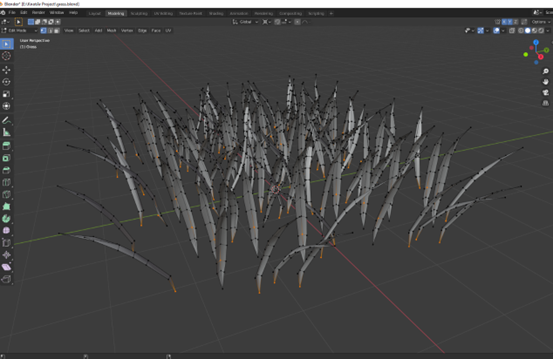 Blender* [E:\Kwalée Project\grass.blend]
File Edit Render Window Help Layout Modeling Sculpting UV Editing Texture Paint Shading Animation Rendering Compositing Scripting
Global Options
Edit Mode View Select Add Mesh Vertex Edge Face UV
User Perspective
(1) Grass